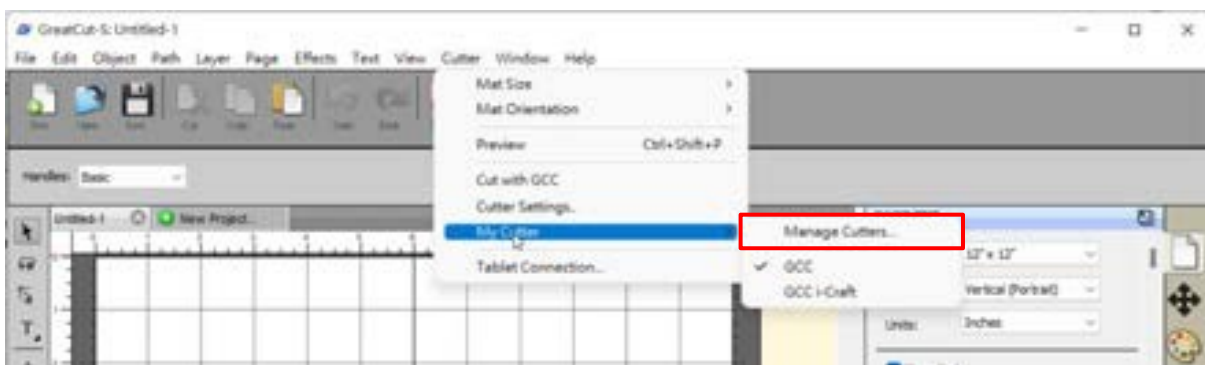 GreatCut-S: Untitled-1
File Edit Object Path Layer Page Effects Text View Cutter Window Help
Mat Size
Mat Orientation
Preview Ctrl+Shift+P
Cut with GCC
Cutter Settings..
My Cutter
Tablet Connection...
Manage Cutters...
GCC
GCC i-Craft
Handles: Basic
Untitled-1 New Project..
12" x 12"
Vertical (Portrait)
Units: Inches